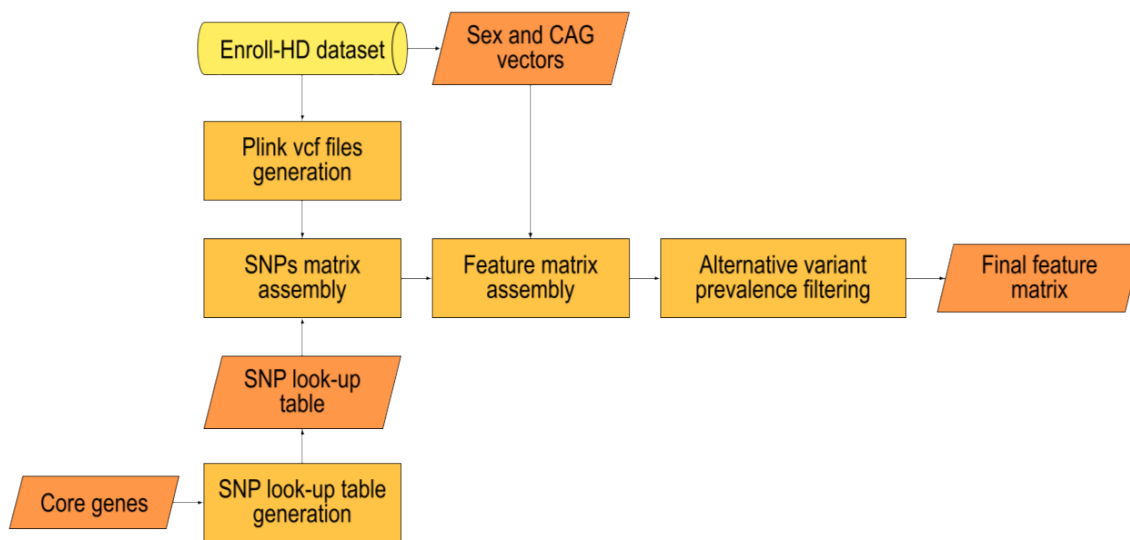 Enroll-HD dataset
Sex and CAG
vectors
Plink vcf files
generation
SNPs matrix
assembly
Feature matrix
assembly
Alternative variant
prevalence filtering
Final feature
matrix
SNP look-up
table
Core genes
SNP look-up table
generation